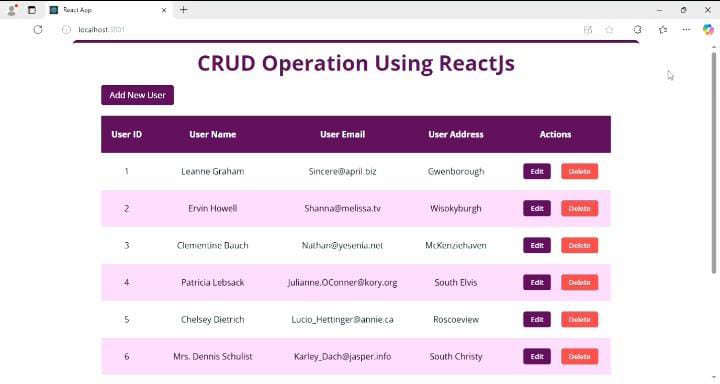 React App
localhost:3001
CRUD Operation Using ReactJs
Add New User
User ID User Name User Email User Address Actions
1 Leanne Graham Sincere@april.biz Gwenborough Edit Delete
2 Ervin Howell Shanna@melissa.tv Wisokyburgh Edit Delete
3 Clementine Bauch Nathan@yesenia.net McKenziehaven Edit Delete
4 Patricia Lebsack Julianne.OConner@kory.org South Elvis Edit Delete
5 Chelsey Dietrich Lucio_Hettinger@annie.ca Roscoeview Edit Delete
6 Mrs. Dennis Schulist Karley_Dach@jasper.info South Christy Edit Delete